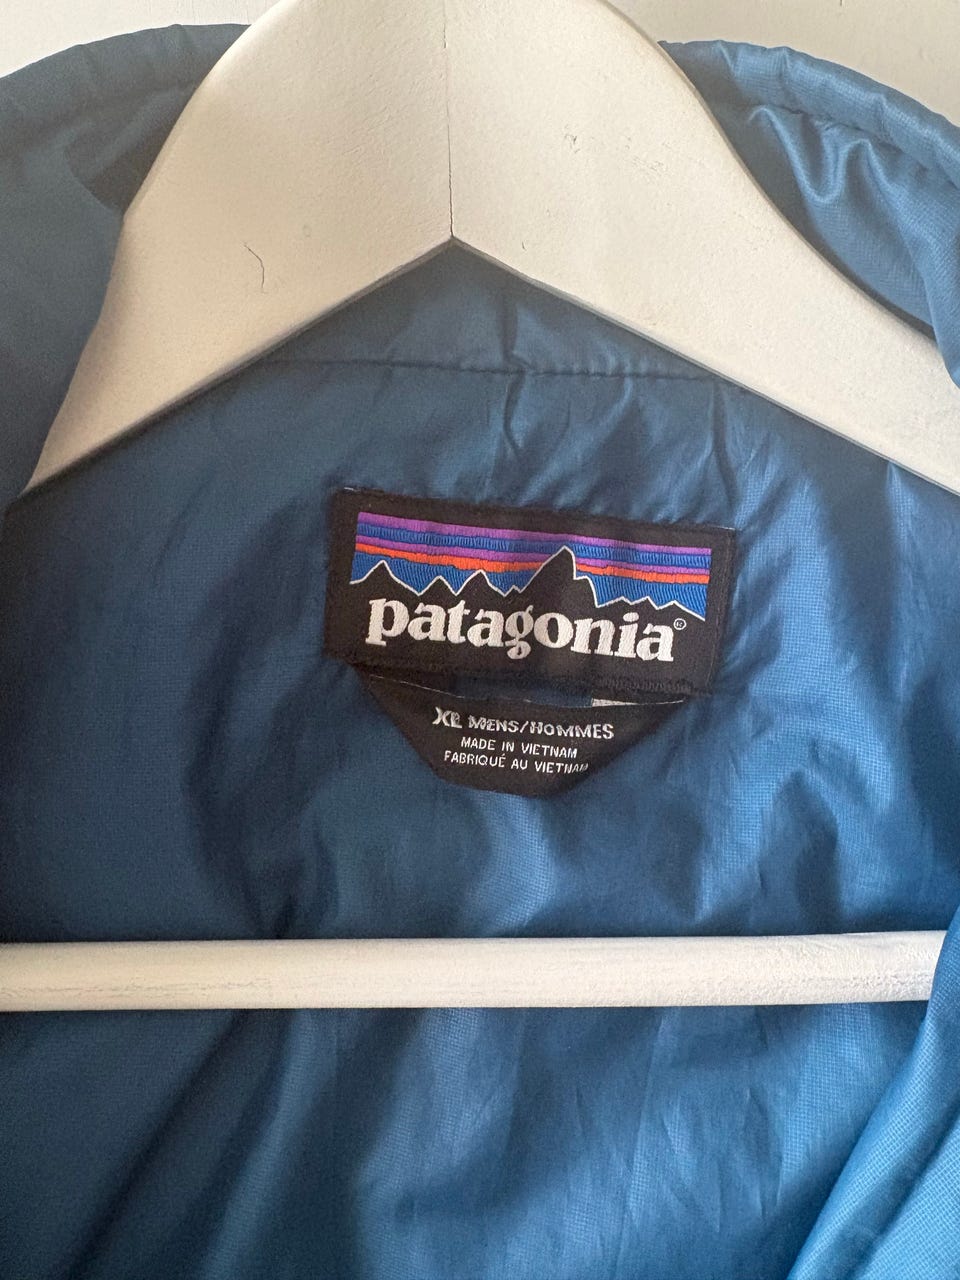 patagonia®
XL MENS/HOMMES
MADE IN VIETNAM
FABRIQUÉ AU VIETNAM